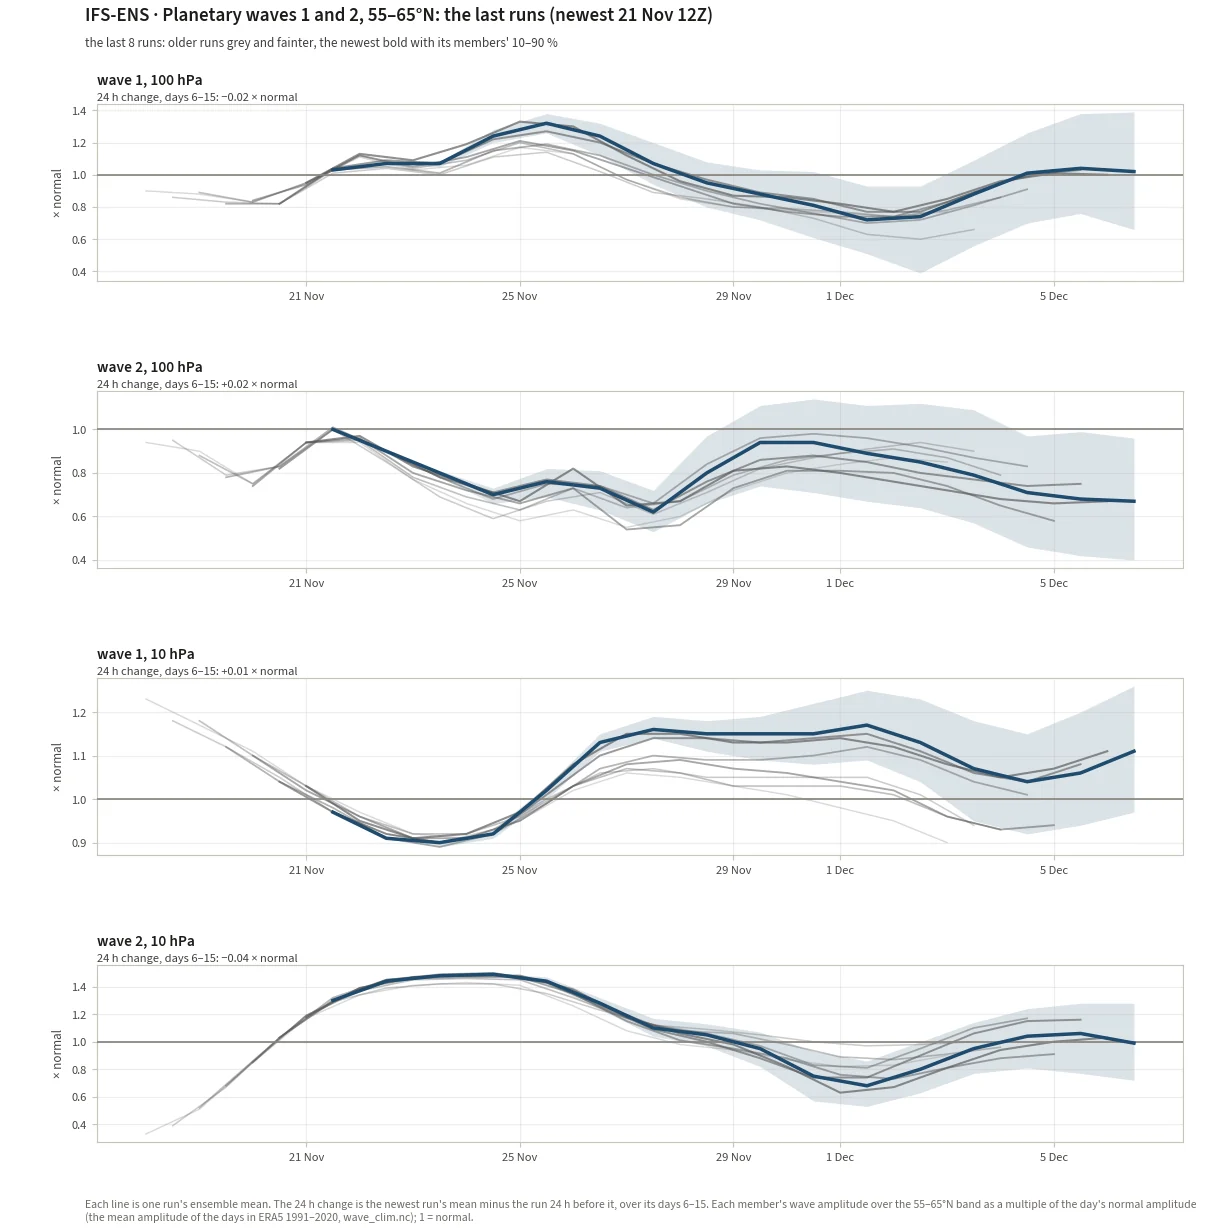 IFS-ENS · Planetary waves 1 and 2, 55–65°N: the last runs (newest 21 Nov 12Z)
the last 8 runs: older runs grey and fainter, the newest bold with its members' 10–90 %
wave 1, 100 hPa
24 h change, days 6–15: −0.02 × normal
1.4
1.2
1.0
0.8
0.6
0.4
× normal
21 Nov
25 Nov
29 Nov
1 Dec
5 Dec
wave 2, 100 hPa
24 h change, days 6–15: +0.02 × normal
1.0
0.8
0.6
0.4
× normal
21 Nov
25 Nov
29 Nov
1 Dec
5 Dec
wave 1, 10 hPa
24 h change, days 6–15: +0.01 × normal
1.2
1.1
1.0
0.9
× normal
21 Nov
25 Nov
29 Nov
1 Dec
5 Dec
wave 2, 10 hPa
24 h change, days 6–15: −0.04 × normal
1.4
1.2
1.0
0.8
0.6
0.4
× normal
21 Nov
25 Nov
29 Nov
1 Dec
5 Dec
Each line is one run's ensemble mean. The 24 h change is the newest run's mean minus the run 24 h before it, over its days 6–15. Each member's wave amplitude over the 55–65°N band as a multiple of the day's normal amplitude
(the mean amplitude of the days in ERA5 1991–2020, wave_clim.nc); 1 = normal.